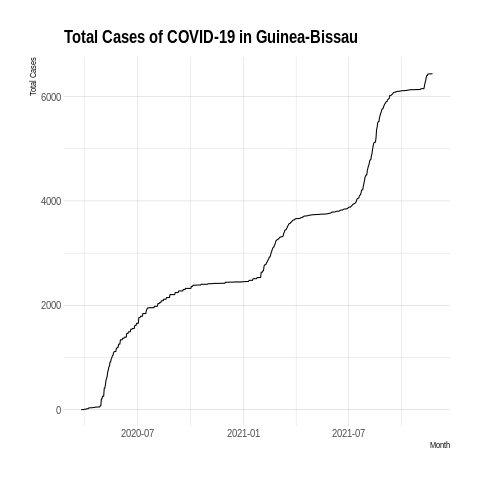 Total Cases of COVID-19 in Guinea-Bissau
Total Cases
6000
4000
2000
0
2020-07
2021-01
2021-07
Month